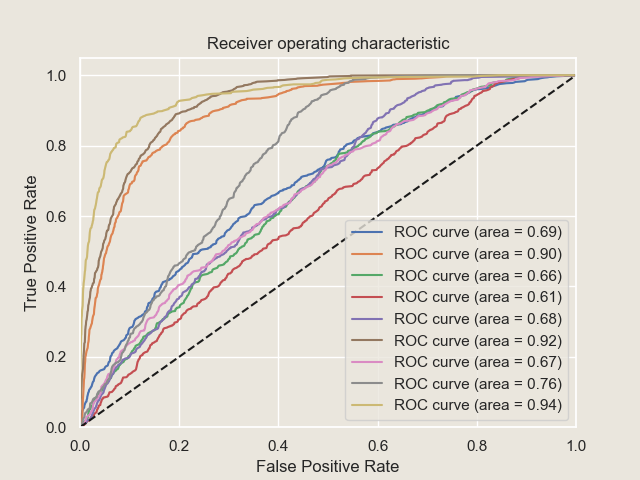 Receiver operating characteristic
True Positive Rate
1.0
0.8
0.6
0.4
0.2
0.0
ROC curve (area = 0.69)
ROC curve (area = 0.90)
ROC curve (area = 0.66)
ROC curve (area = 0.61)
ROC curve (area = 0.68)
ROC curve (area = 0.92)
ROC curve (area = 0.67)
ROC curve (area = 0.76)
ROC curve (area = 0.94)
0.0 0.2 0.4 0.6 0.8 1.0
False Positive Rate